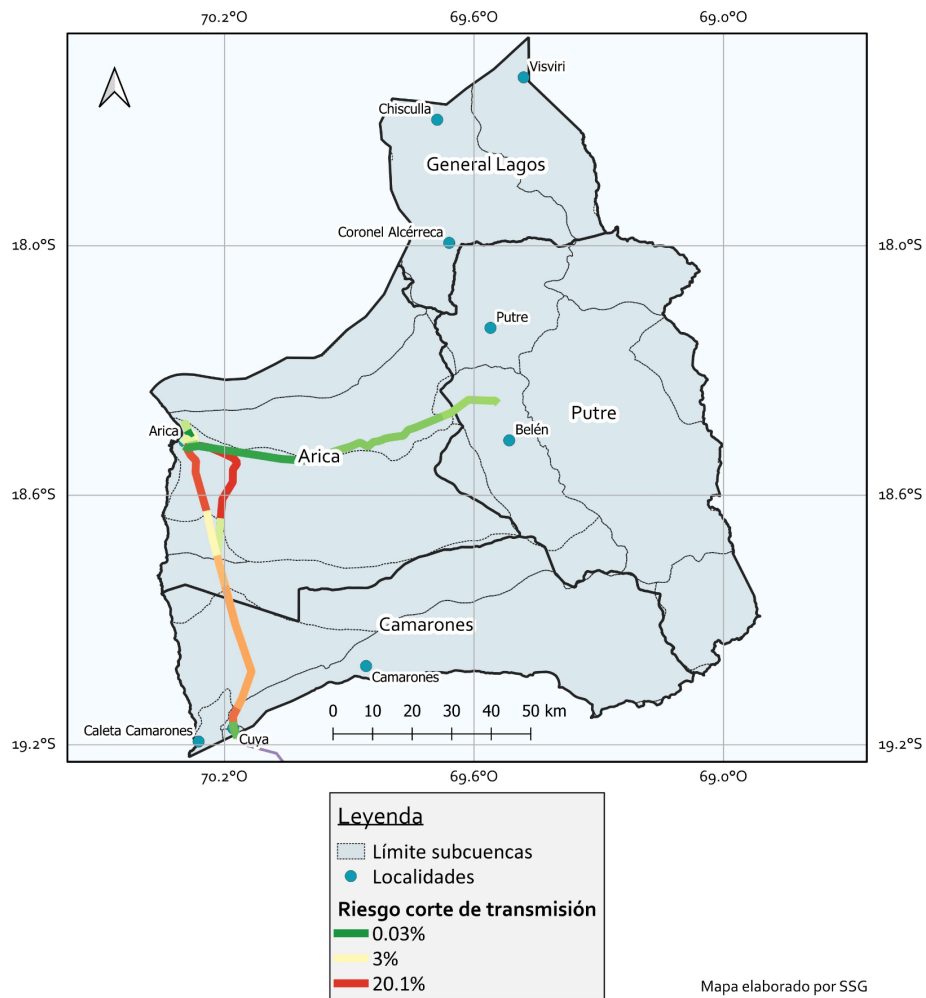 70.2°O 69.6°O 69.0°O
Visviri
Chisculla
General Lagos
Coronel Alcérreca
18.0°S 18.0°S
Putre
Putre
Arica
Belén
Arica
18.6°S 18.6°S
Camarones
Camarones
0 10 20 30 40 50 km
Caleta Camarones
Cuya
19.2°S 19.2°S
70.2°O 69.6°O 69.0°O
Leyenda
Límite subcuencas
Localidades
Riesgo corte de transmisión
0.03%
3%
20.1%
Mapa elaborado por SSG